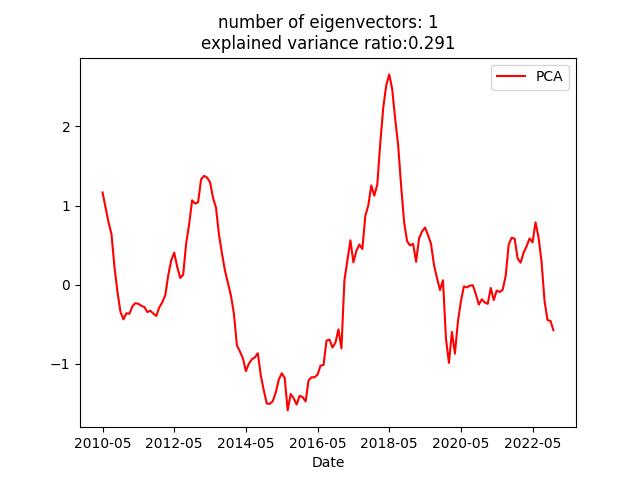 number of eigenvectors: 1
explained variance ratio:0.291
PCA
2
1
0
−1
2010-05 2012-05 2014-05 2016-05 2018-05 2020-05 2022-05
Date